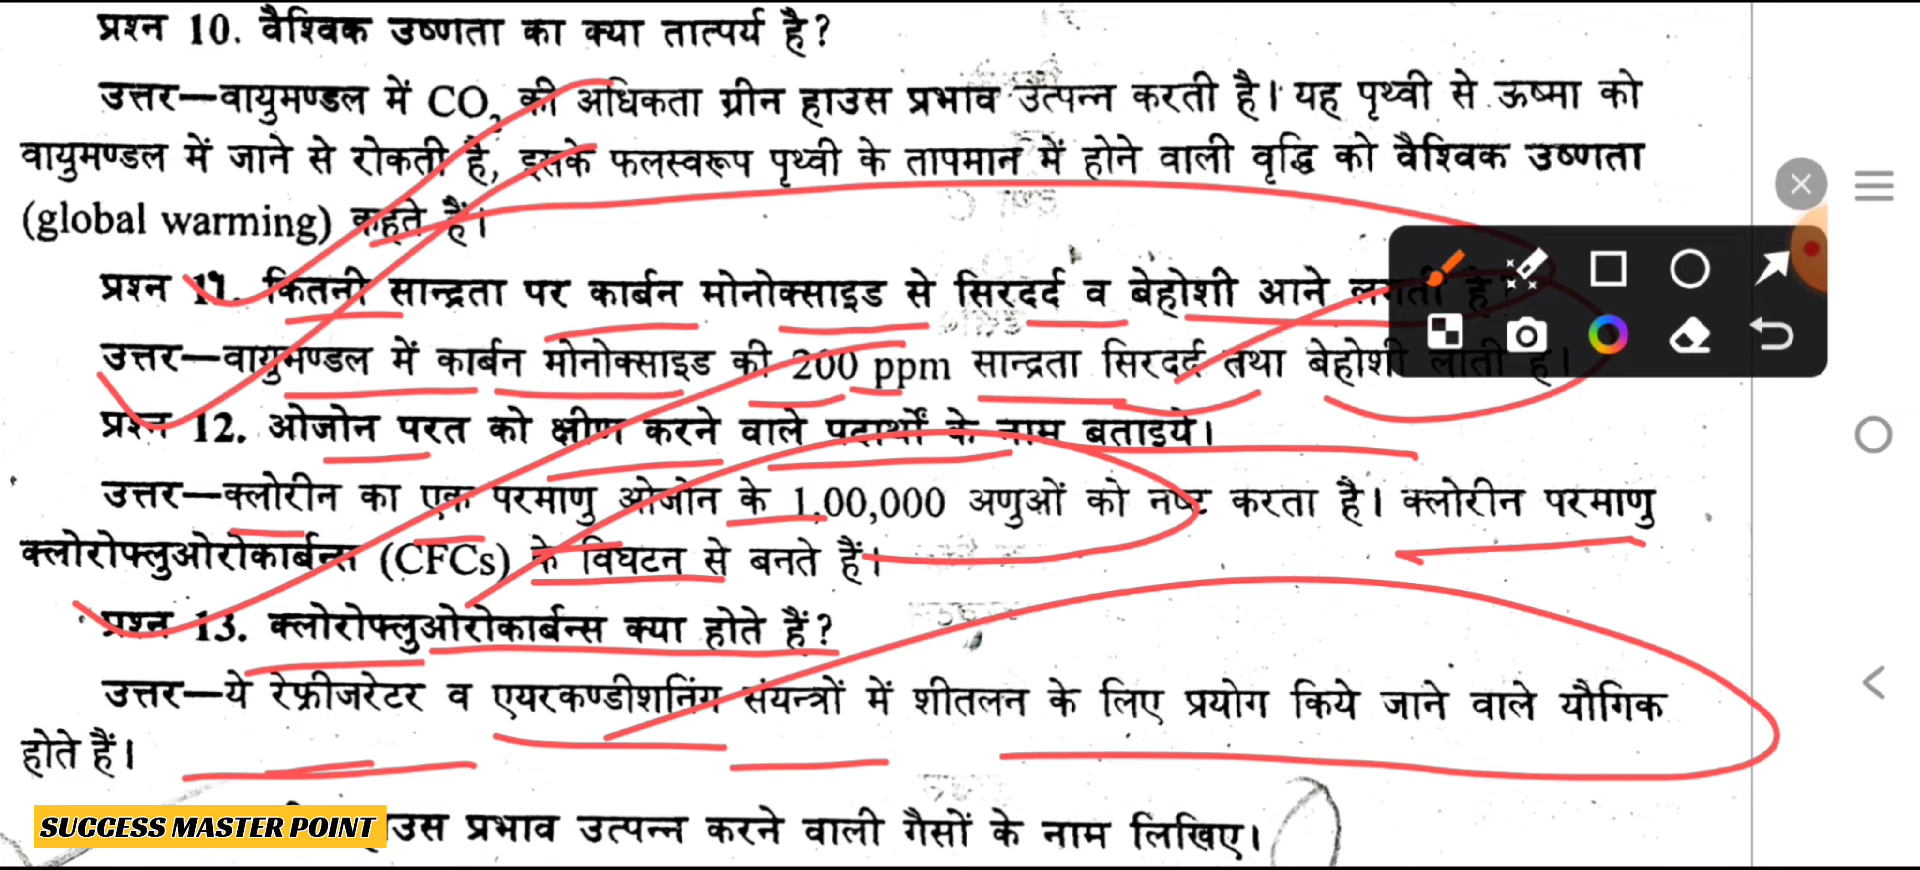 प्रश्न 10. वैश्विक उष्णता का क्या तात्पर्य है?
उत्तर—वायुमण्डल में CO₂ की अधिकता ग्रीन हाउस प्रभाव उत्पन्न करती है। यह पृथ्वी से ऊष्मा को
वायुमण्डल में जाने से रोकती है, इसके फलस्वरूप पृथ्वी के तापमान में होने वाली वृद्धि को वैश्विक उष्णता
(global warming) कहते हैं।
प्रश्न 11. कितनी सान्द्रता पर कार्बन मोनोक्साइड से सिरदर्द व बेहोशी आने लगती है
उत्तर—वायुमण्डल में कार्बन मोनोक्साइड की 200 ppm सान्द्रता सिरदर्द तथा बेहोशी लाती है।
प्रश्न 12. ओजोन परत को क्षीण करने वाले पदार्थों के नाम बताइये।
उत्तर—क्लोरीन का एक परमाणु ओजोन के 1,00,000 अणुओं को नष्ट करता है। क्लोरीन परमाणु
क्लोरोफ्लुओरोकार्बन्स (CFCs) के विघटन से बनते हैं।
प्रश्न 13. क्लोरोफ्लुओरोकार्बन्स क्या होते हैं?
उत्तर—ये रेफ्रीजरेटर व एयरकण्डीशनिंग संयन्त्रों में शीतलन के लिए प्रयोग किये जाने वाले यौगिक
होते हैं।
SUCCESS MASTER POINT
प्रभाव उत्पन्न करने वाली गैसों के नाम लिखिए।